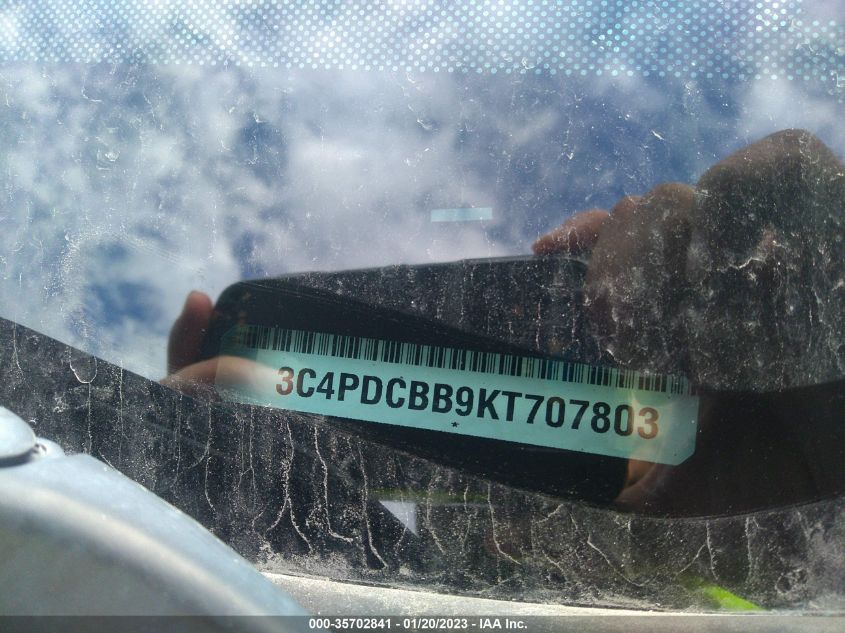 3C4PDCBB9KT707803
*
000-35702841 - 01/20/2023 - IAA Inc.